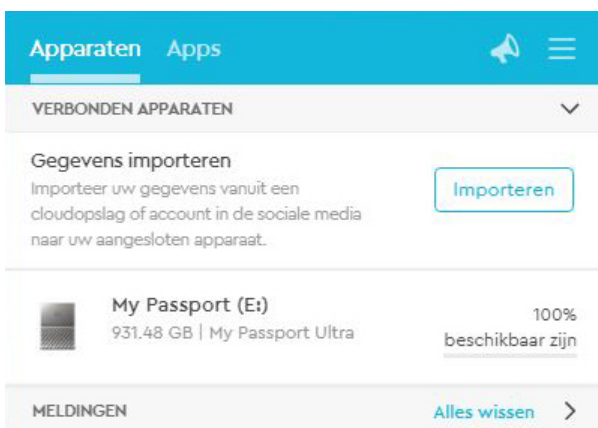 Apparaten Apps
VERBONDEN APPARATEN
Gegevens importeren
Importeer uw gegevens vanuit een
cloudopslag of account in de sociale media
naar uw aangesloten apparaat.
Importeren
My Passport (E:)
931.48 GB | My Passport Ultra
100%
beschikbaar zijn
MELDINGEN
Alles wissen